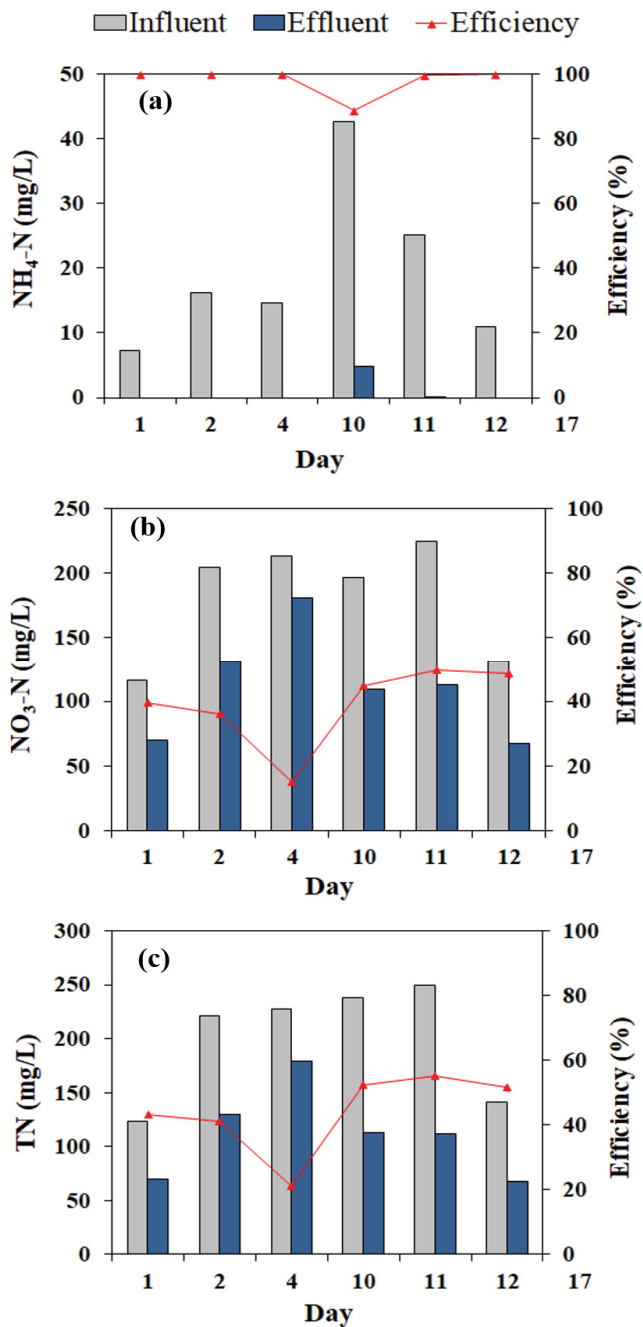 Influent Effluent Efficiency
(a)
NH4-N (mg/L)
50
40
30
20
10
0
Efficiency (%)
100
80
60
40
20
0
1 2 4 10 11 12 17
Day
(b)
NO3-N (mg/L)
250
200
150
100
50
0
Efficiency (%)
100
80
60
40
20
0
1 2 4 10 11 12 17
Day
(c)
TN (mg/L)
300
250
200
150
100
50
0
Efficiency (%)
100
80
60
40
20
0
1 2 4 10 11 12 17
Day